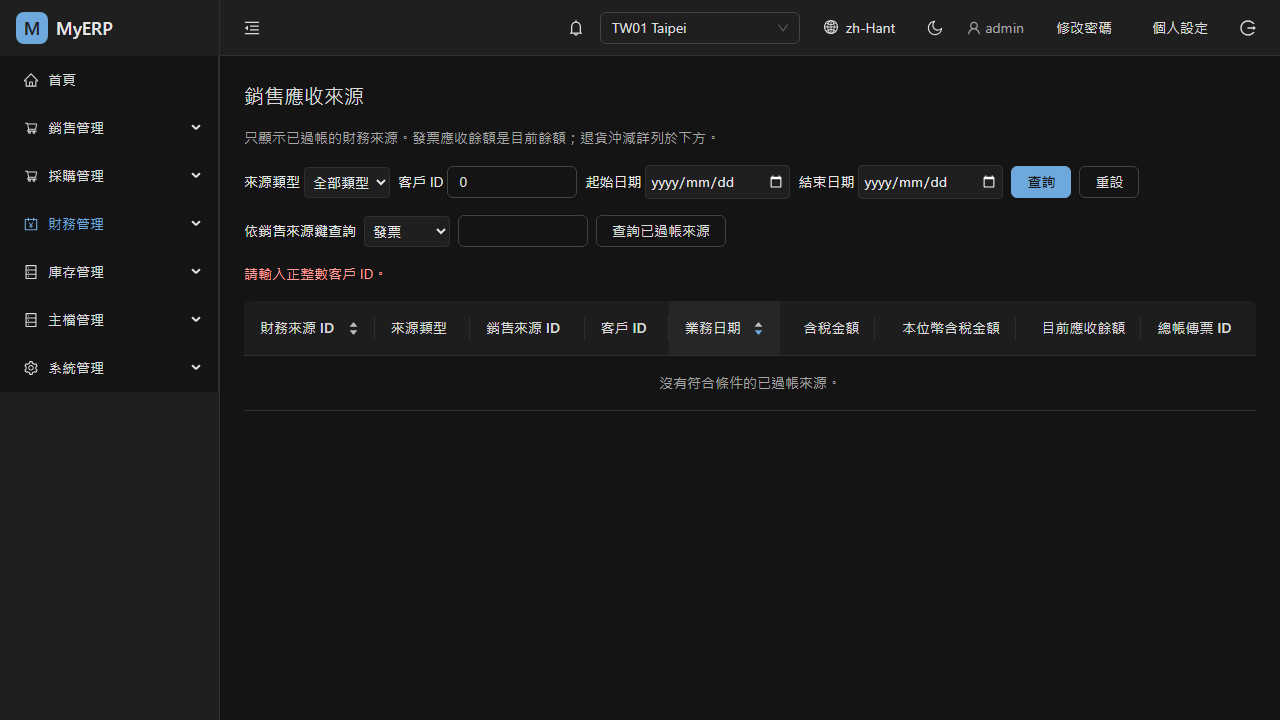 M MyERP
TW01 Taipei
zh-Hant
admin
修改密碼
個人設定
首頁
銷售管理
採購管理
財務管理
庫存管理
主檔管理
系統管理
銷售應收來源
只顯示已過帳的財務來源。發票應收餘額是目前餘額；退貨沖減詳列於下方。
來源類型 全部類型 客戶 ID 0 起始日期 yyyy/mm/dd 結束日期 yyyy/mm/dd 查詢 重設
依銷售來源鍵查詢 發票 查詢已過帳來源
請輸入正整數客戶 ID。
財務來源 ID 來源類型 銷售來源 ID 客戶 ID 業務日期 含稅金額 本位幣含稅金額 目前應收餘額 總帳傳票 ID
沒有符合條件的已過帳來源。